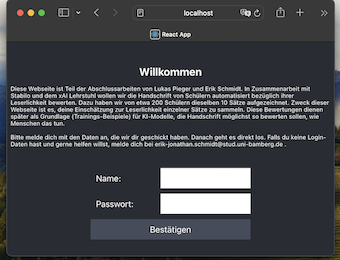 localhost
React App
Willkommen
Diese Webseite ist Teil der Abschlussarbeiten von Lukas Pieger und Erik Schmidt. In Zusammenarbeit mit
Stabilo und dem xAI Lehrstuhl wollen wir die Handschrift von Schülern automatisiert bezüglich ihrer
Leserlichkeit bewerten. Dazu haben wir von etwa 200 Schülern dieselben 10 Sätze aufgezeichnet. Zweck dieser
Webseite ist es, deine Einschätzung zur Leserlichkeit einzelner Sätze zu sammeln. Diese Bewertungen dienen
später als Grundlage (Trainings-Beispiele) für KI-Modelle, die Handschrift möglichst so bewerten sollen, wie
Menschen das tun.
Bitte melde dich mit den Daten an, die wir dir geschickt haben. Danach geht es direkt los. Falls du keine Login-
Daten hast und gerne helfen willst, melde dich bei erik-jonathan.schmidt@stud.uni-bamberg.de .
Name:
Passwort:
Bestätigen